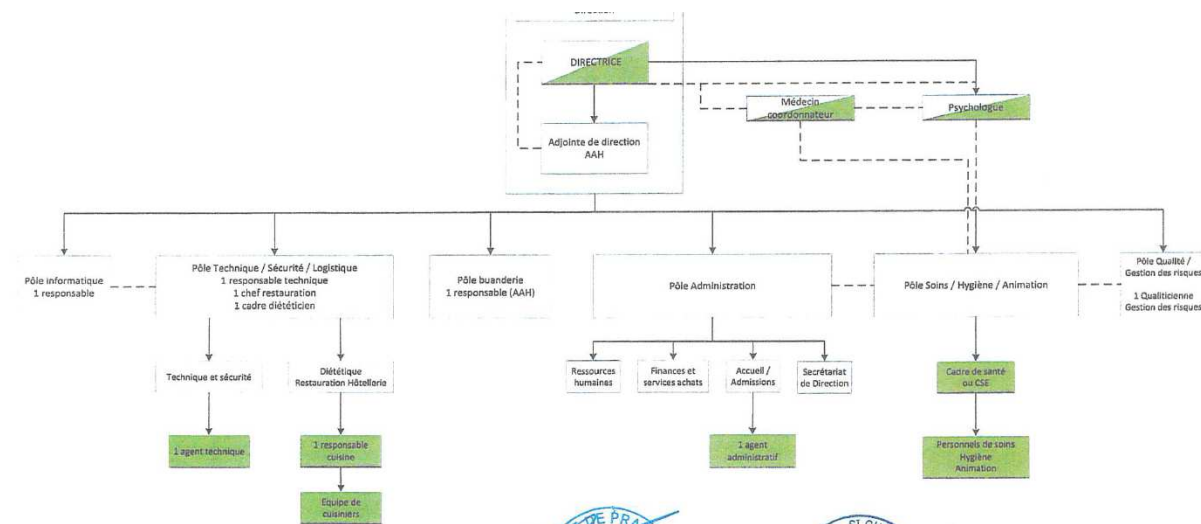 DIRECTRICE
Médecin
coordonnateur
Psychologue
Adjointe de direction
AAH
Pôle informatique
1 responsable
Pôle Technique / Sécurité / Logistique
1 responsable technique
1 chef restauration
1 cadre diététicien
Pôle buanderie
1 responsable (AAH)
Pôle Administration
Pôle Soins / Hygiène / Animation
Pôle Qualité /
Gestion des risques
1 Qualiticienne
Gestion des risques
Technique et sécurité
Diététique
Restauration Hôtellerie
Ressources
humaines
Finances et
services achats
Accueil /
Admissions
Secrétariat
de Direction
Cadre de santé
ou CSE
1 agent technique
1 responsable
cuisine
1 agent
administratif
Personnels de soins
Hygiène
Animation
Equipe de
cuisiniers
DE PRA